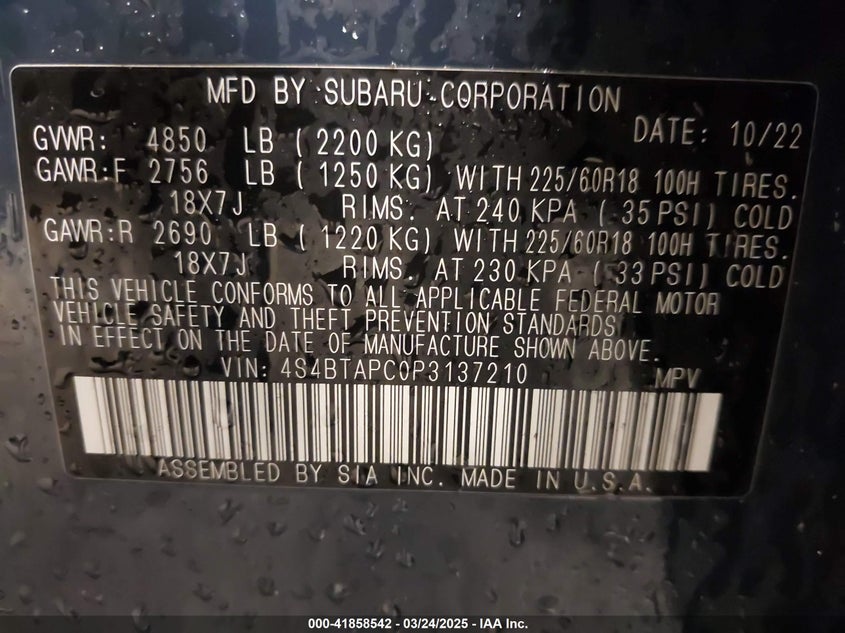 MFD BY SUBARU CORPORATION
DATE: 10/22
GVWR: 4850 LB (2200 KG)
GAWR:F 2756 LB (1250 KG) WITH 225/60R18 100H TIRES.
18X7J RIMS. AT 240 KPA (35 PSI) COLD
GAWR:R 2690 LB (1220 KG) WITH 225/60R18 100H TIRES.
18X7J RIMS. AT 230 KPA (33 PSI) COLD
THIS VEHICLE CONFORMS TO ALL APPLICABLE FEDERAL MOTOR
VEHICLE SAFETY AND THEFT PREVENTION STANDARDS
IN EFFECT ON THE DATE OF MANUFACTURE SHOWN ABOVE.
VIN: 4S4BTAPC0P3137210 MPV
ASSEMBLED BY SIA INC. MADE IN U.S.A.
000-41858542 - 03/24/2025 - IAA Inc.